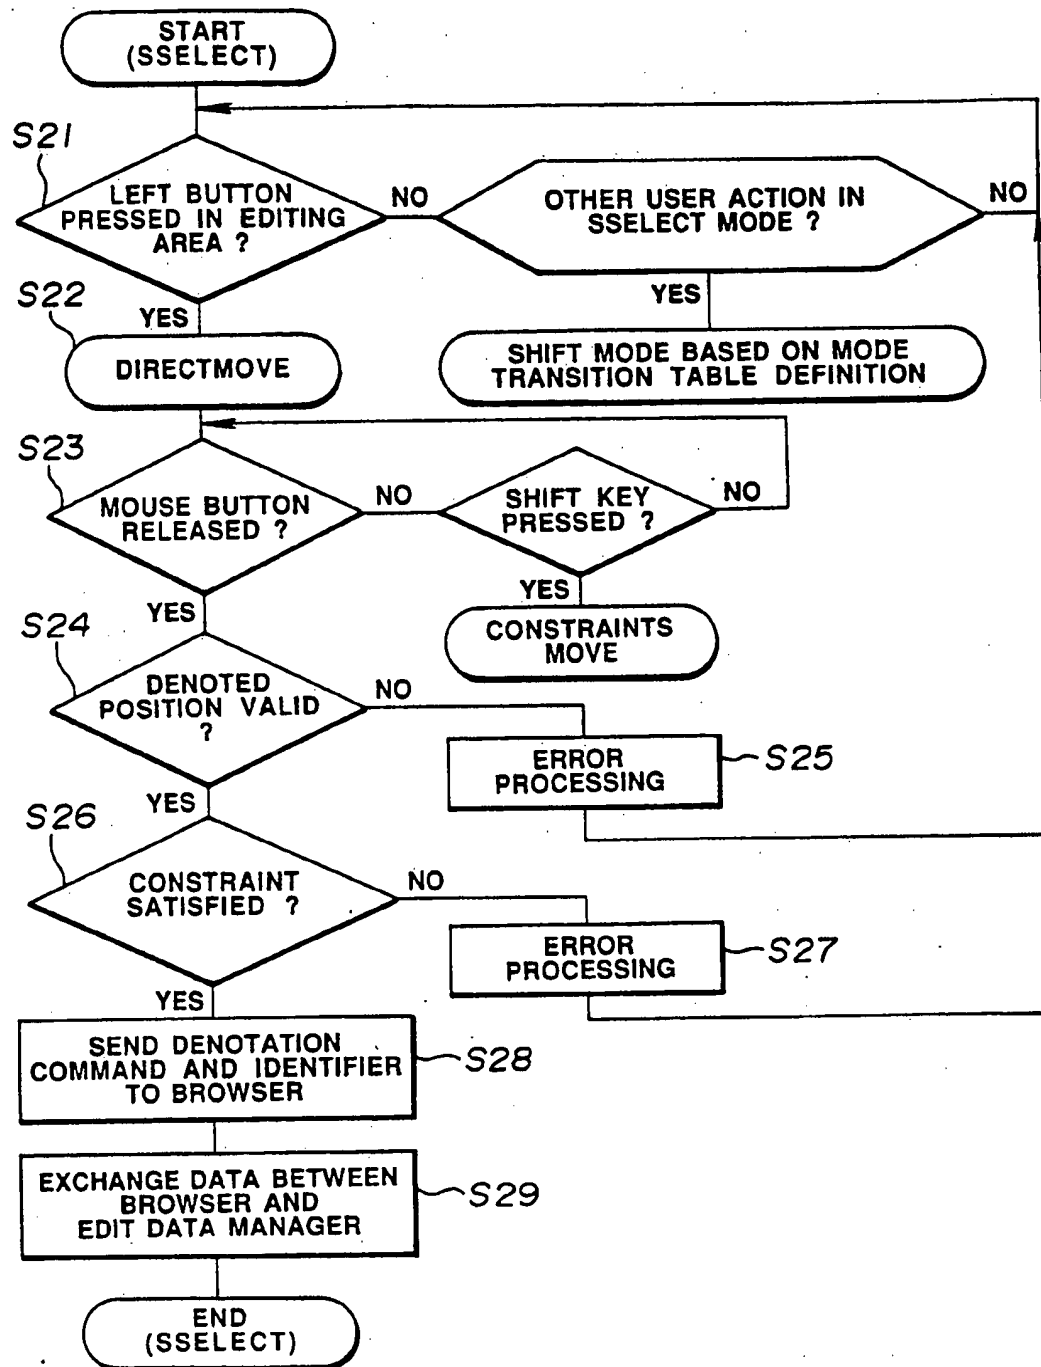 START
(SSELECT)
S21
LEFT BUTTON
PRESSED IN EDITING
AREA ?
NO
OTHER USER ACTION IN
SSELECT MODE ?
NO
YES
YES
S22
DIRECTMOVE
SHIFT MODE BASED ON MODE
TRANSITION TABLE DEFINITION
S23
MOUSE BUTTON
RELEASED ?
NO
SHIFT KEY
PRESSED ?
NO
YES
YES
CONSTRAINTS
MOVE
S24
DENOTED
POSITION VALID
?
NO
ERROR
PROCESSING
S25
YES
S26
CONSTRAINT
SATISFIED ?
NO
ERROR
PROCESSING
S27
YES
SEND DENOTATION
COMMAND AND IDENTIFIER
TO BROWSER
S28
EXCHANGE DATA BETWEEN
BROWSER AND
EDIT DATA MANAGER
S29
END
(SSELECT)